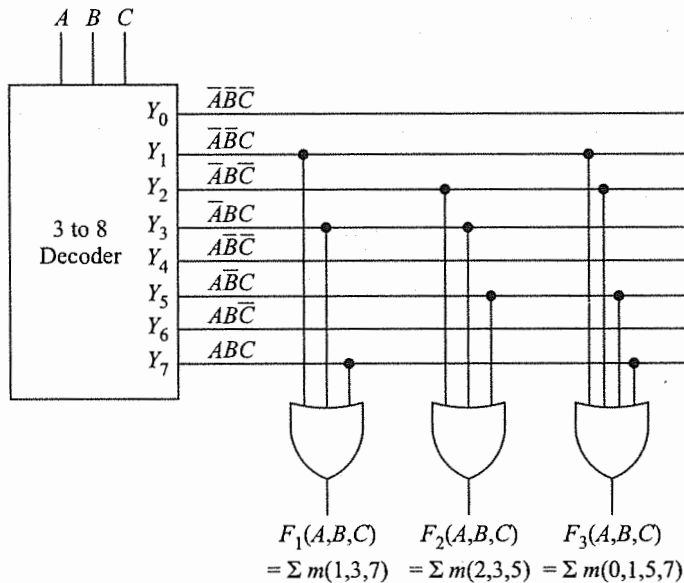 A B C
Y₀ A̅B̅C̅
Y₁ A̅B̅C
Y₂ A̅BC̅
Y₃ A̅BC
3 to 8
Decoder
Y₄ AB̅C̅
Y₅ AB̅C
Y₆ ABC̅
Y₇ ABC
F₁(A,B,C) F₂(A,B,C) F₃(A,B,C)
= Σ m(1,3,7) = Σ m(2,3,5) = Σ m(0,1,5,7)